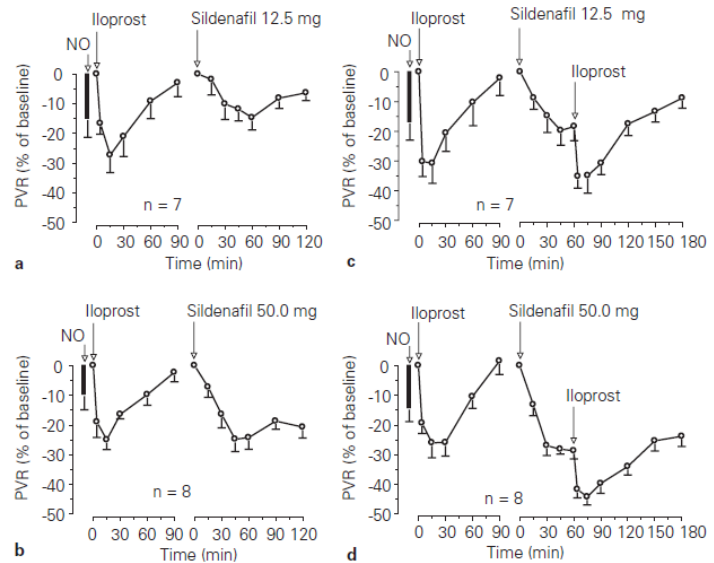 Iloprost
Sildenafil 12.5 mg
NO
0
-10
-20
-30
-40
-50
PVR (% of baseline)
n = 7
0 30 60 90 0 30 60 90 120
a
Time (min)
Iloprost
Sildenafil 12.5 mg
NO
Iloprost
0
-10
-20
-30
-40
-50
PVR (% of baseline)
n = 7
0 30 60 90 0 30 60 90 120 150 180
c
Time (min)
Iloprost
Sildenafil 50.0 mg
NO
0
-10
-20
-30
-40
-50
PVR (% of baseline)
n = 8
0 30 60 90 0 30 60 90 120
b
Time (min)
Iloprost
Sildenafil 50.0 mg
NO
Iloprost
0
-10
-20
-30
-40
-50
PVR (% of baseline)
n = 8
0 30 60 90 0 30 60 90 120 150 180
d
Time (min)